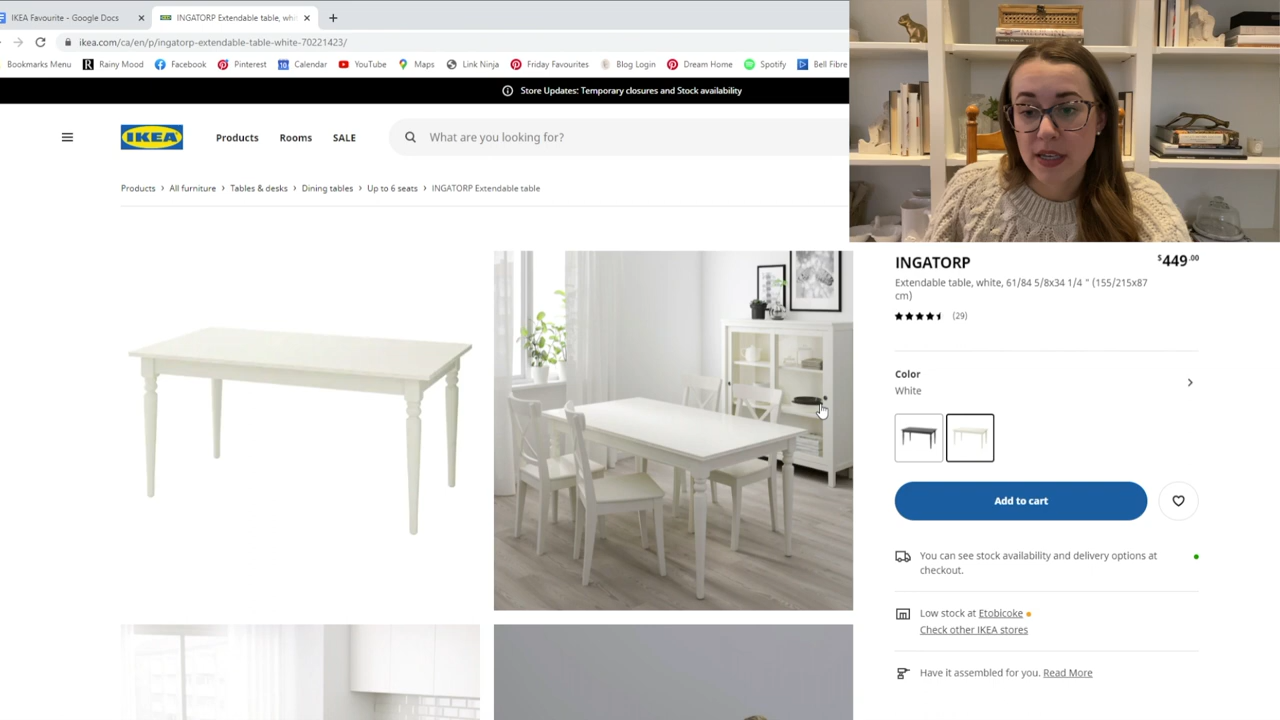 IKEA Favourite - Google Docs
INGATORP Extendable table, whi
ikea.com/ca/en/p/ingatorp-extendable-table-white-70221423/
Bookmarks Menu Rainy Mood Facebook Pinterest Calendar YouTube Maps Link Ninja Friday Favourites Blog Login Dream Home Spotify Bell Fibre
Store Updates: Temporary closures and Stock availability
IKEA
Products Rooms SALE
What are you looking for?
Products > All furniture > Tables & desks > Dining tables > Up to 6 seats > INGATORP Extendable table
INGATORP
$449.00
Extendable table, white, 61/84 5/8x34 1/4 " (155/215x87
cm)
(29)
Color
White
Add to cart
You can see stock availability and delivery options at
checkout.
Low stock at Etobicoke
Check other IKEA stores
Have it assembled for you. Read More